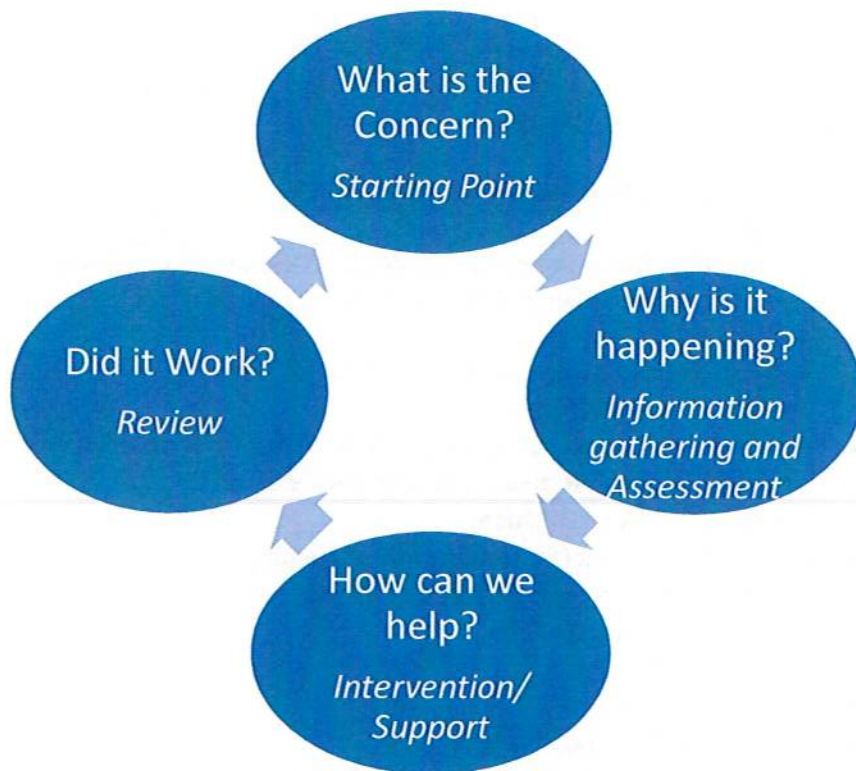 What is the
Concern?
Starting Point
Why is it
happening?
Information
gathering and
Assessment
How can we
help?
Intervention/
Support
Did it Work?
Review